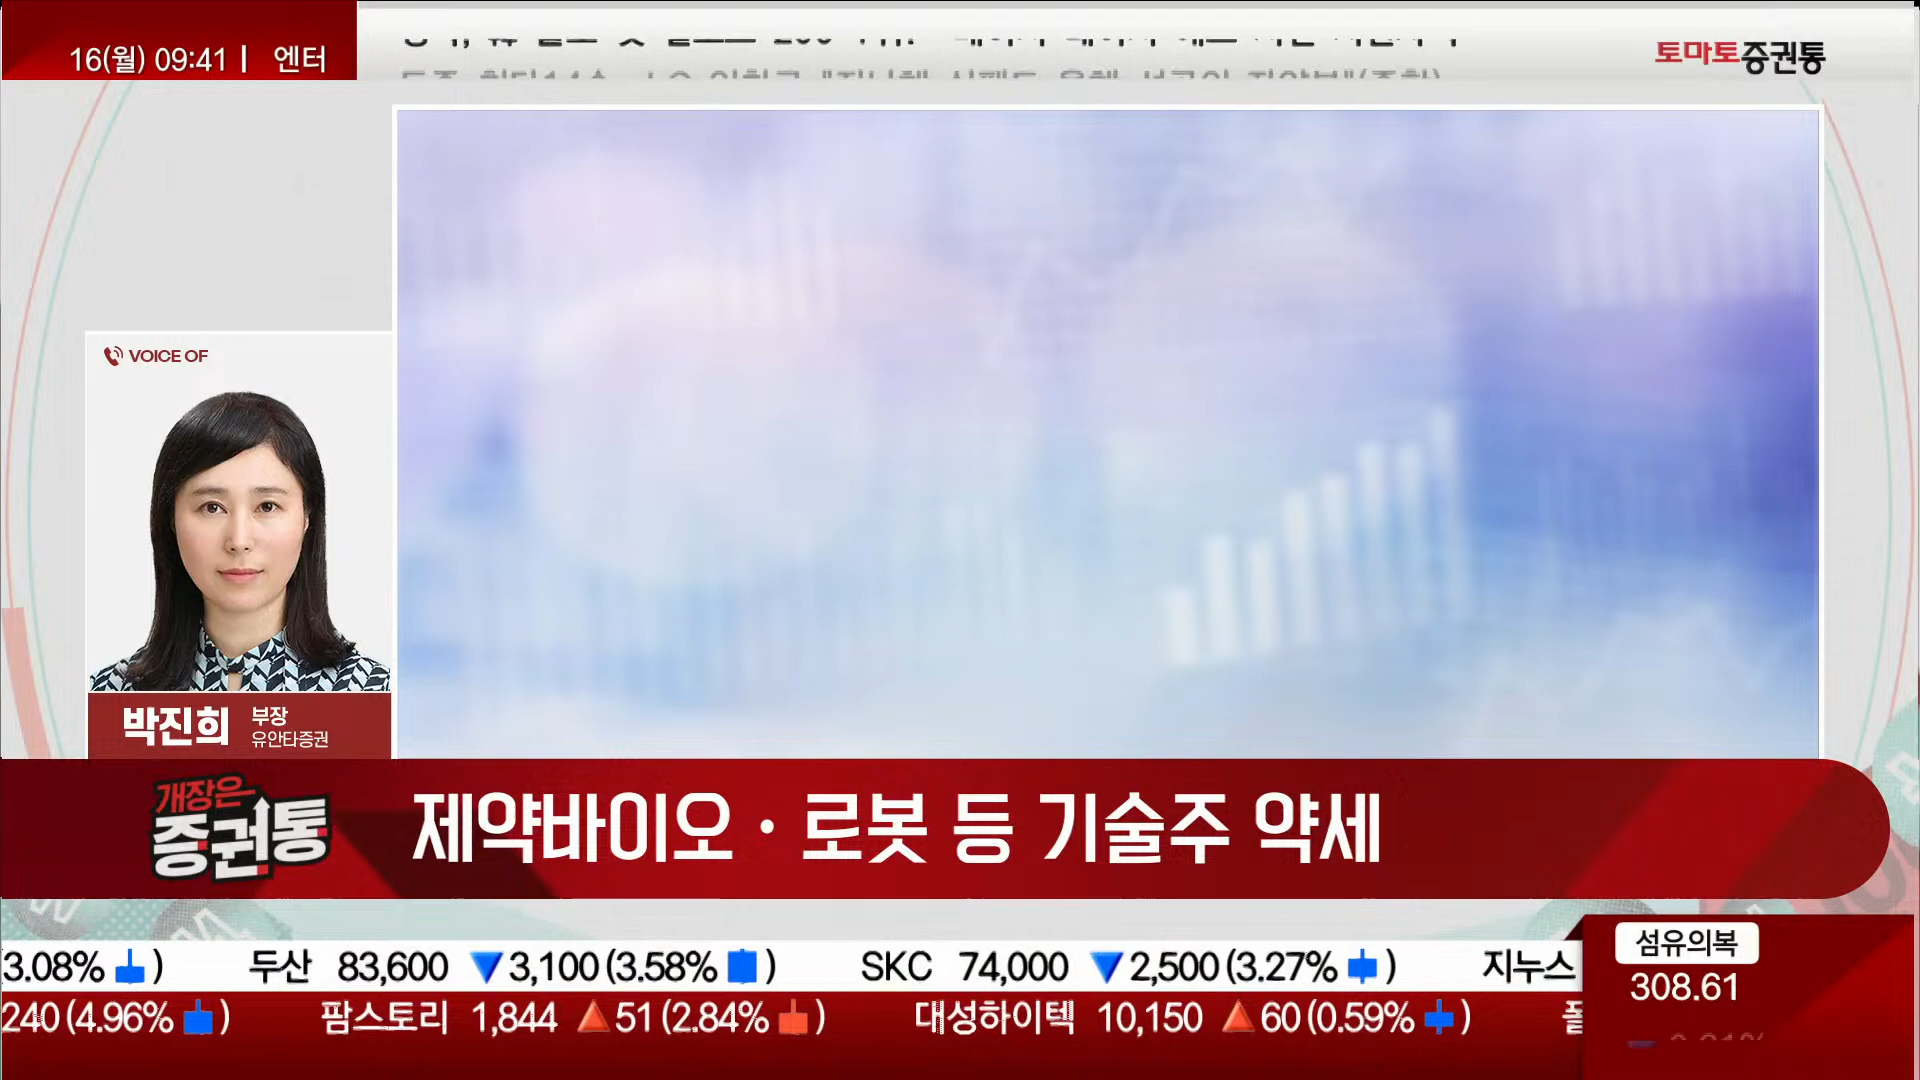 16(월) 09:41 | 엔터
토마토증권통
VOICE OF
박진희 부장
유안타증권
개장은
증권통
제약바이오·로봇 등 기술주 약세
3.08% ) 두산 83,600 ▼3,100(3.58% ) SKC 74,000 ▼2,500(3.27% ) 지누스
240(4.96% ) 팜스토리 1,844 ▲51(2.84% ) 대성하이텍 10,150 ▲60(0.59% )
섬유의복
308.61